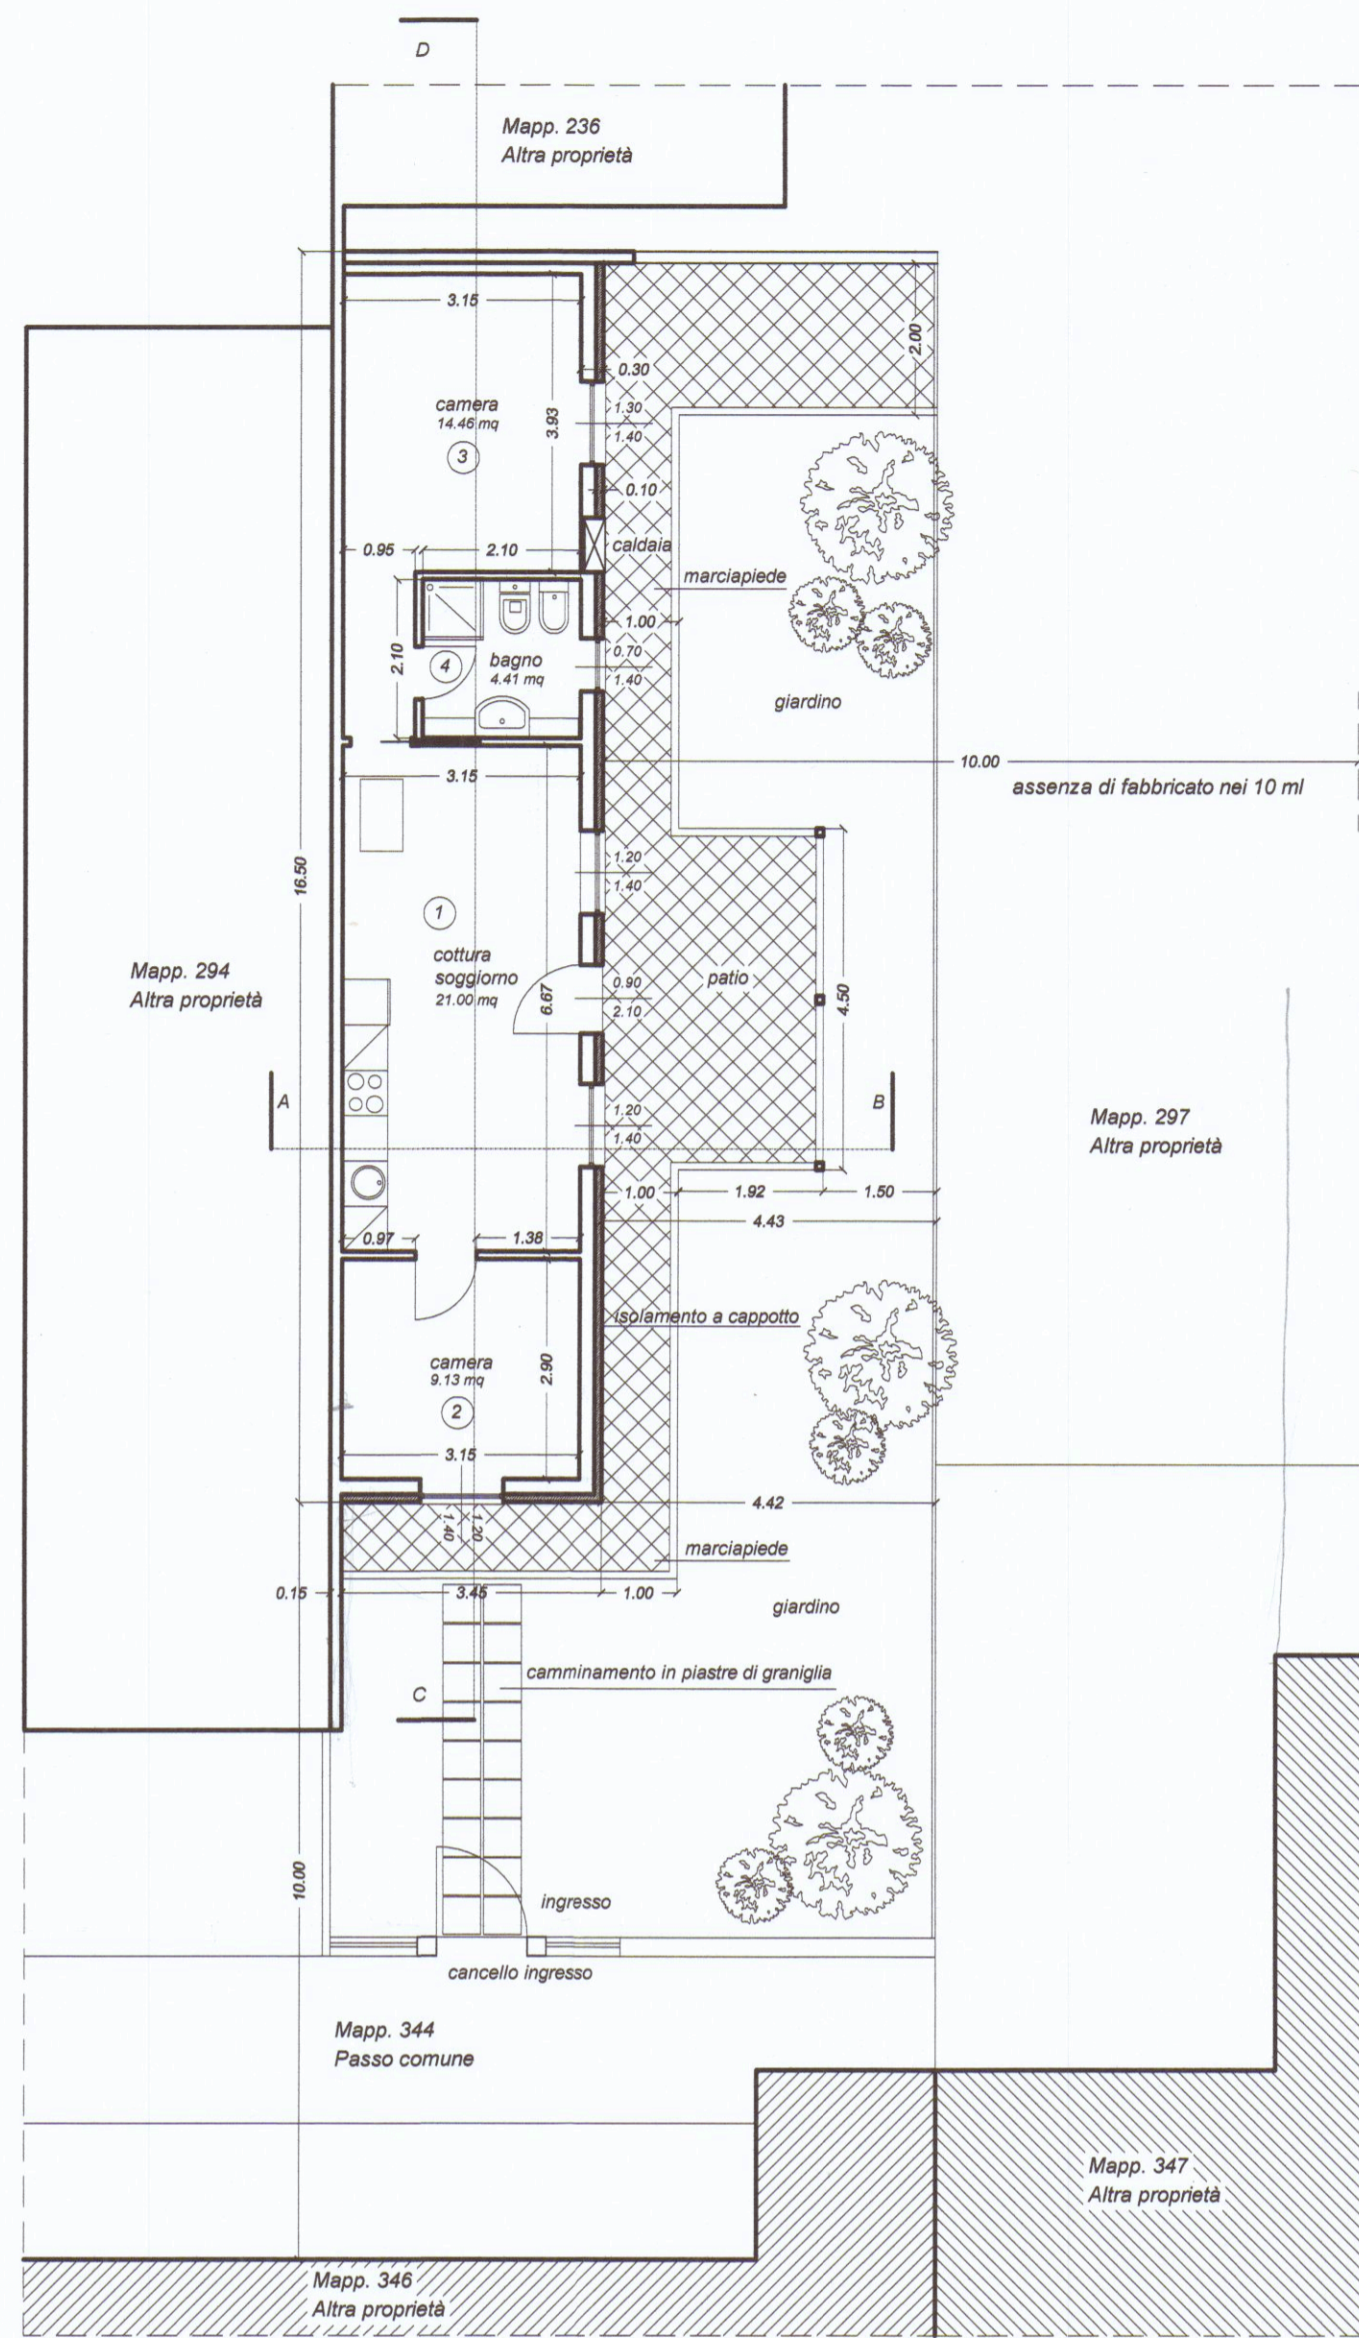 D
Mapp. 236
Altra proprietà
3.15
2.00
0.30
camera
14.46 mq
3
3.93
1.30
1.40
0.10
0.95
2.10
caldaia
marciapiede
1.00
2.10
4
bagno
4.41 mq
0.70
1.40
giardino
10.00
assenza di fabbricato nei 10 ml
3.15
16.50
1.20
1.40
1
cottura
soggiorno
21.00 mq
6.67
0.90
2.10
patio
4.50
Mapp. 294
Altra proprietà
A
B
1.20
1.40
Mapp. 297
Altra proprietà
1.00
1.92
1.50
4.43
0.97
1.38
isolamento a cappotto
camera
9.13 mq
2
2.90
3.15
4.42
1.40
1.20
marciapiede
0.15
3.45
1.00
giardino
camminamento in piastre di graniglia
C
10.00
ingresso
cancello ingresso
Mapp. 344
Passo comune
Mapp. 347
Altra proprietà
Mapp. 346
Altra proprietà